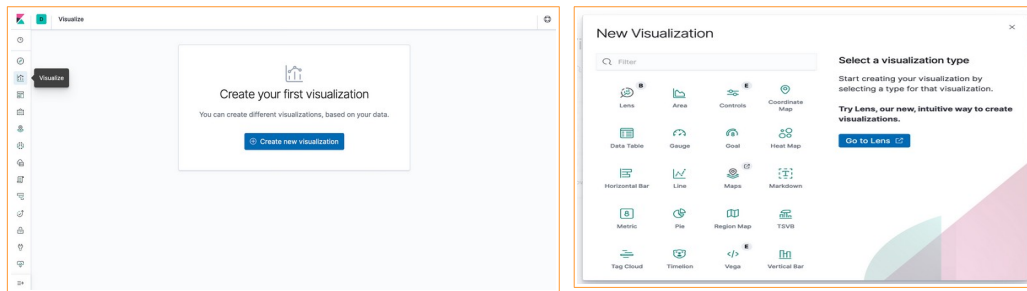 D
Visualize
Visualize
Create your first visualization
You can create different visualizations, based on your data.
Create new visualization
New Visualization
Filter
B
E
Lens
Area
Controls
Coordinate
Map
Data Table
Gauge
Goal
Heat Map
Horizontal Bar
Line
Maps
Markdown
8
Metric
Pie
Region Map
TSVB
E
Tag Cloud
Timelion
Vega
Vertical Bar
Select a visualization type
Start creating your visualization by
selecting a type for that visualization.
Try Lens, our new, intuitive way to create
visualizations.
Go to Lens